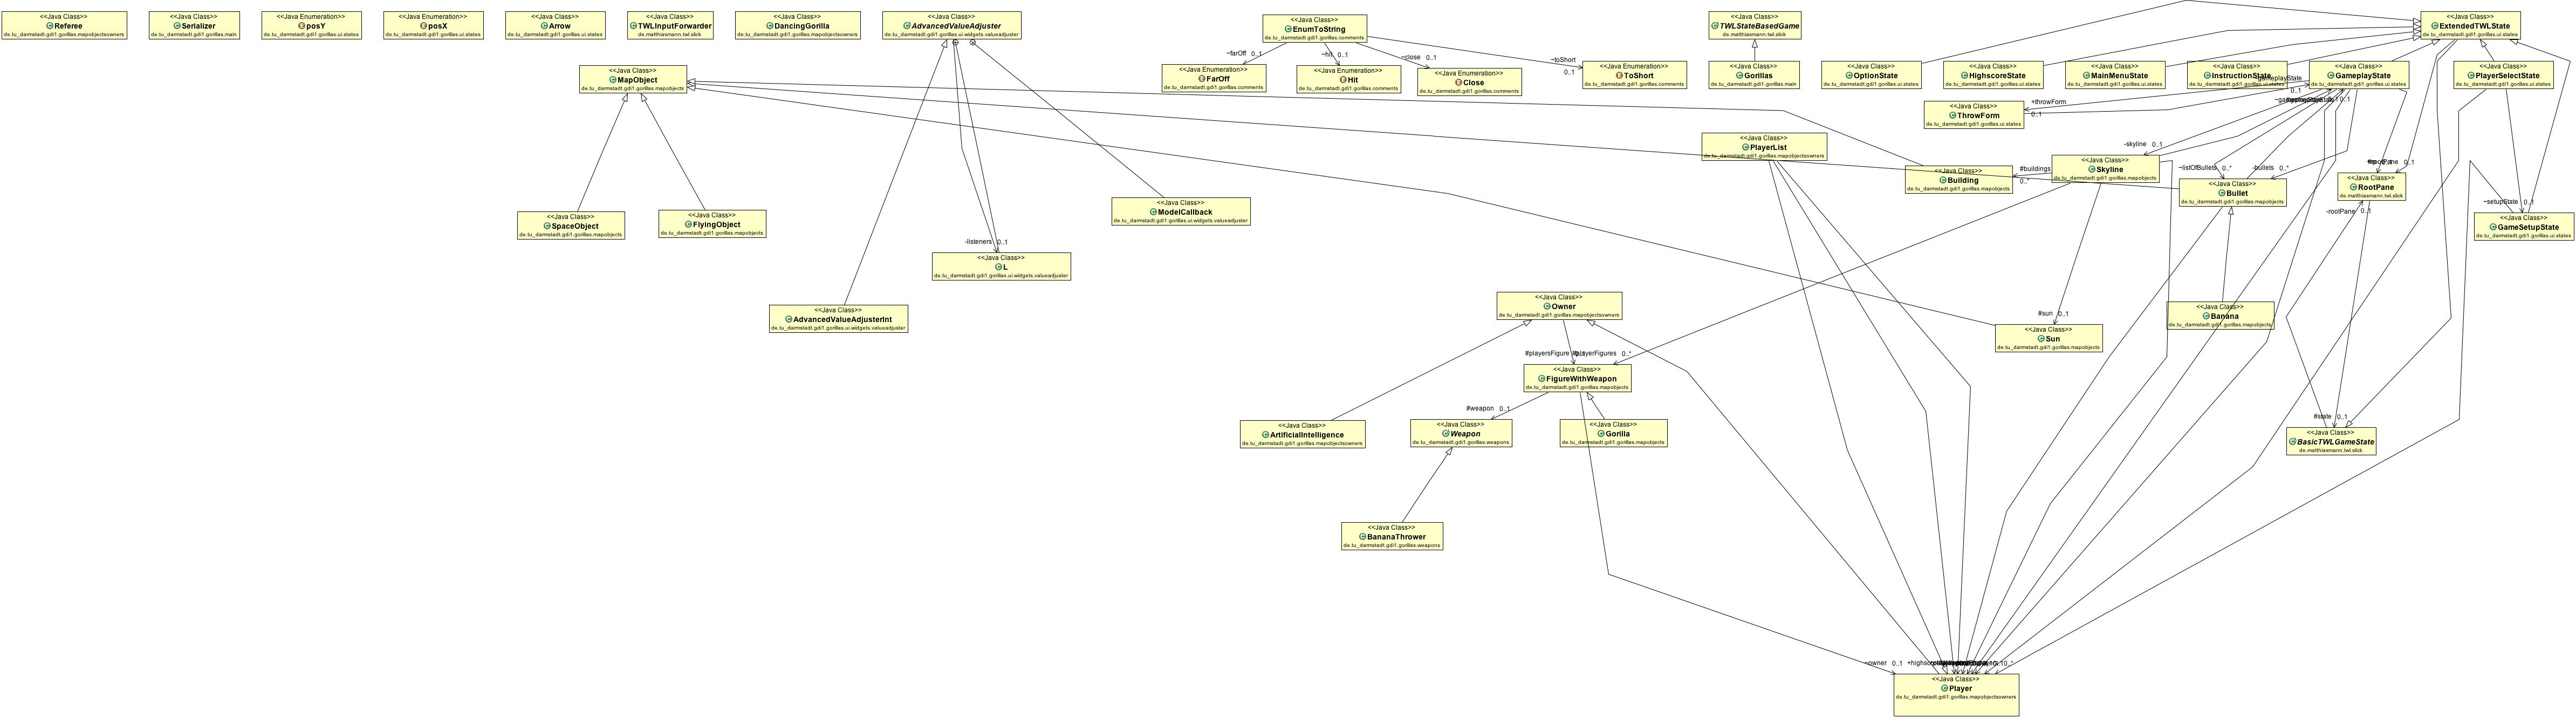 <<Java Class>>
Referee
de.tu_darmstadt.gdi1.gorillas.mapobjectsowners
<<Java Class>>
Serializer
de.tu_darmstadt.gdi1.gorillas.main
<<Java Enumeration>>
posY
de.tu_darmstadt.gdi1.gorillas.ui.states
<<Java Enumeration>>
posX
de.tu_darmstadt.gdi1.gorillas.ui.states
<<Java Class>>
Arrow
de.tu_darmstadt.gdi1.gorillas.ui.states
<<Java Class>>
TWLInputForwarder
de.matthiasmann.twl.slick
<<Java Class>>
DancingGorilla
de.tu_darmstadt.gdi1.gorillas.mapobjectsowners
<<Java Class>>
AdvancedValueAdjuster
de.tu_darmstadt.gdi1.gorillas.ui.widgets.valueadjuster
<<Java Class>>
EnumToString
de.tu_darmstadt.gdi1.gorillas.comments
<<Java Class>>
TWLStateBasedGame
de.matthiasmann.twl.slick
<<Java Class>>
ExtendedTWLState
de.tu_darmstadt.gdi1.gorillas.ui.states
~farOff 0..1
~hit 0..1
~close 0..1
~toShort
0..1
<<Java Class>>
MapObject
de.tu_darmstadt.gdi1.gorillas.mapobjects
<<Java Enumeration>>
FarOff
de.tu_darmstadt.gdi1.gorillas.comments
<<Java Enumeration>>
Hit
de.tu_darmstadt.gdi1.gorillas.comments
<<Java Enumeration>>
Close
de.tu_darmstadt.gdi1.gorillas.comments
<<Java Enumeration>>
ToShort
de.tu_darmstadt.gdi1.gorillas.comments
<<Java Class>>
Gorillas
de.tu_darmstadt.gdi1.gorillas.main
<<Java Class>>
OptionState
de.tu_darmstadt.gdi1.gorillas.ui.states
<<Java Class>>
HighscoreState
de.tu_darmstadt.gdi1.gorillas.ui.states
<<Java Class>>
MainMenuState
de.tu_darmstadt.gdi1.gorillas.ui.states
<<Java Class>>
InstructionState
de.tu_darmstadt.gdi1.gorillas.ui.states
<<Java Class>>
GameplayState
de.tu_darmstadt.gdi1.gorillas.ui.states
<<Java Class>>
PlayerSelectState
de.tu_darmstadt.gdi1.gorillas.ui.states
0..1
+throwForm
0..1
<<Java Class>>
ThrowForm
de.tu_darmstadt.gdi1.gorillas.ui.states
<<Java Class>>
PlayerList
de.tu_darmstadt.gdi1.gorillas.mapobjectsowners
-skyline 0..1
<<Java Class>>
Skyline
de.tu_darmstadt.gdi1.gorillas.mapobjects
#buildings
0..*
<<Java Class>>
Building
de.tu_darmstadt.gdi1.gorillas.mapobjects
~listOfBullets 0..*
-bullets 0..*
0..1
<<Java Class>>
Bullet
de.tu_darmstadt.gdi1.gorillas.mapobjects
<<Java Class>>
RootPane
de.matthiasmann.twl.slick
~setupState 0..1
-rootPane 0..1
<<Java Class>>
GameSetupState
de.tu_darmstadt.gdi1.gorillas.ui.states
<<Java Class>>
SpaceObject
de.tu_darmstadt.gdi1.gorillas.mapobjects
<<Java Class>>
FlyingObject
de.tu_darmstadt.gdi1.gorillas.mapobjects
<<Java Class>>
ModelCallback
de.tu_darmstadt.gdi1.gorillas.ui.widgets.valueadjuster
-listeners 0..1
<<Java Class>>
L
de.tu_darmstadt.gdi1.gorillas.ui.widgets.valueadjuster
<<Java Class>>
AdvancedValueAdjusterInt
de.tu_darmstadt.gdi1.gorillas.ui.widgets.valueadjuster
<<Java Class>>
Owner
de.tu_darmstadt.gdi1.gorillas.mapobjectsowners
<<Java Class>>
Banana
de.tu_darmstadt.gdi1.gorillas.mapobjects
#sun 0..1
<<Java Class>>
Sun
de.tu_darmstadt.gdi1.gorillas.mapobjects
#playersFigure
0..*
<<Java Class>>
FigureWithWeapon
de.tu_darmstadt.gdi1.gorillas.mapobjects
#weapon 0..1
<<Java Class>>
ArtificialIntelligence
de.tu_darmstadt.gdi1.gorillas.mapobjectsowners
<<Java Class>>
Weapon
de.tu_darmstadt.gdi1.gorillas.weapons
<<Java Class>>
Gorilla
de.tu_darmstadt.gdi1.gorillas.mapobjects
#state 0..1
<<Java Class>>
BasicTWLGameState
de.matthiasmann.twl.slick
<<Java Class>>
BananaThrower
de.tu_darmstadt.gdi1.gorillas.weapons
~owner 0..1
<<Java Class>>
Player
de.tu_darmstadt.gdi1.gorillas.mapobjectsowners